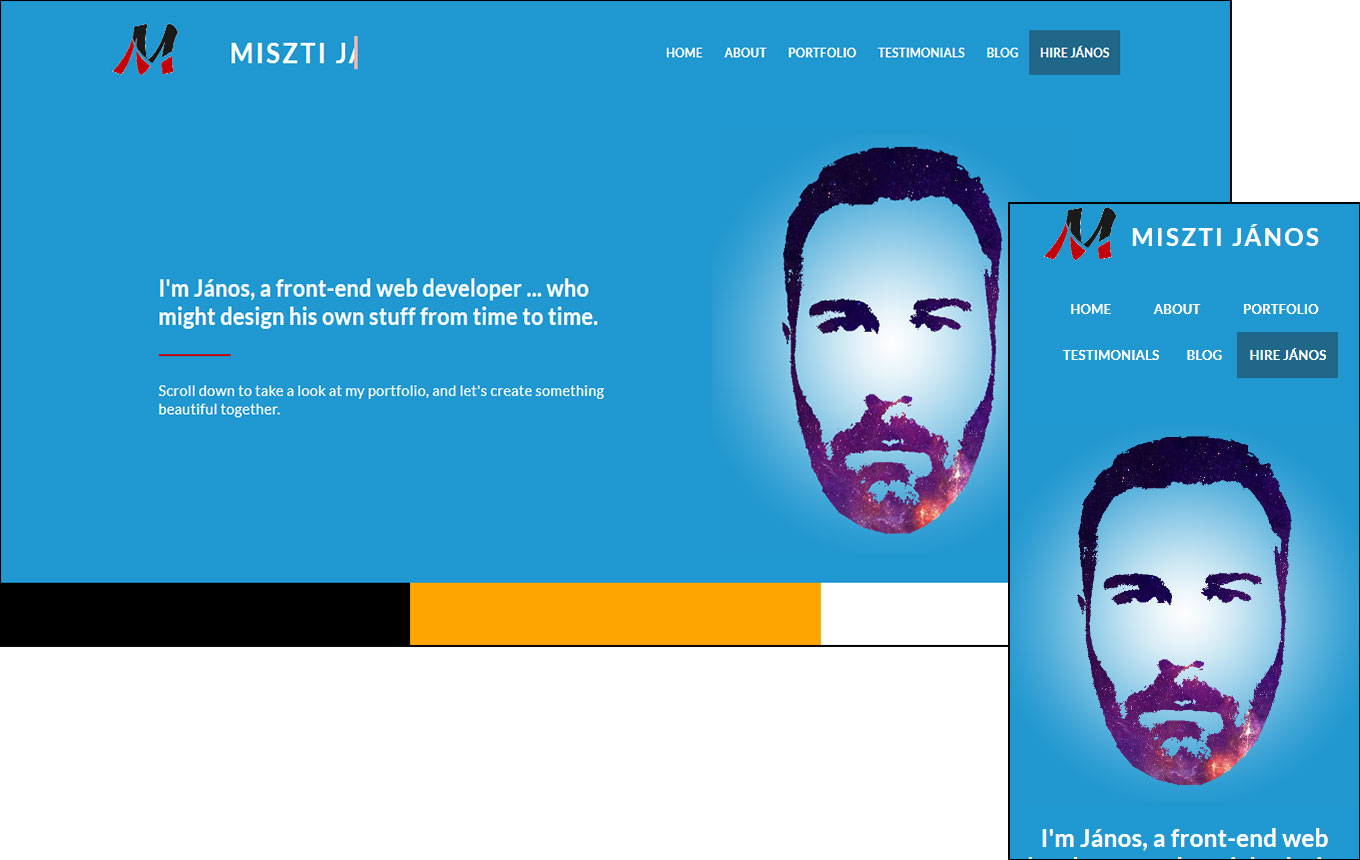 MISZTI JÁ
HOME ABOUT PORTFOLIO TESTIMONIALS BLOG HIRE JÁNOS
I'm János, a front-end web developer ... who
might design his own stuff from time to time.
Scroll down to take a look at my portfolio, and let's create something
beautiful together.
MISZTI JÁNOS
HOME ABOUT PORTFOLIO
TESTIMONIALS BLOG HIRE JÁNOS
I'm János, a front-end web